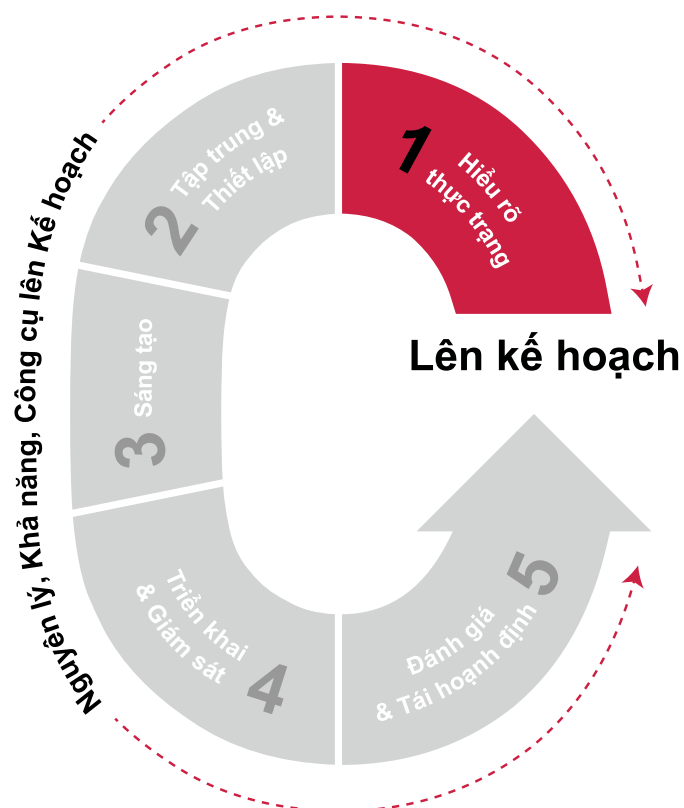 1
Hiểu rõ
thực trạng
2
Tập trung &
Thiết lập
3
Sáng tạo
4
Triển khai
& Giám sát
5
Đánh giá
& Tái hoạnh định
Lên kế hoạch
Nguyên lý, Khả năng, Công cụ lên Kế hoạch